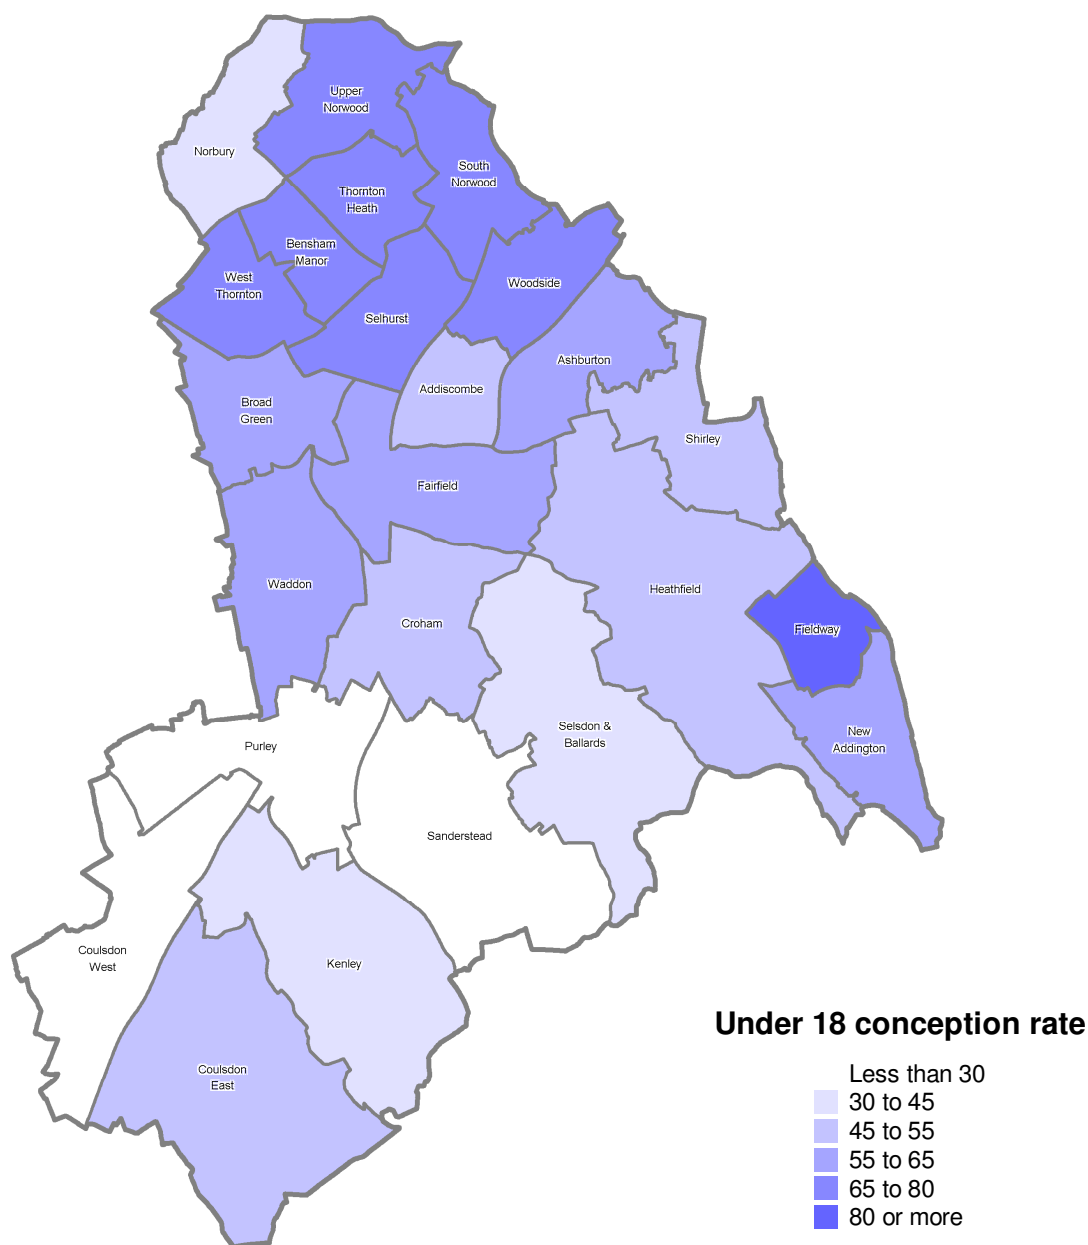 Upper
Norwood
Norbury
South
Norwood
Thornton
Heath
Bensham
Manor
West
Thornton
Woodside
Selhurst
Ashburton
Addiscombe
Broad
Green
Shirley
Fairfield
Waddon
Heathfield
Croham
Fieldway
Selsdon &
Ballards
New
Addington
Purley
Sanderstead
Coulsdon
West
Kenley
Coulsdon
East
Under 18 conception rate
Less than 30
30 to 45
45 to 55
55 to 65
65 to 80
80 or more